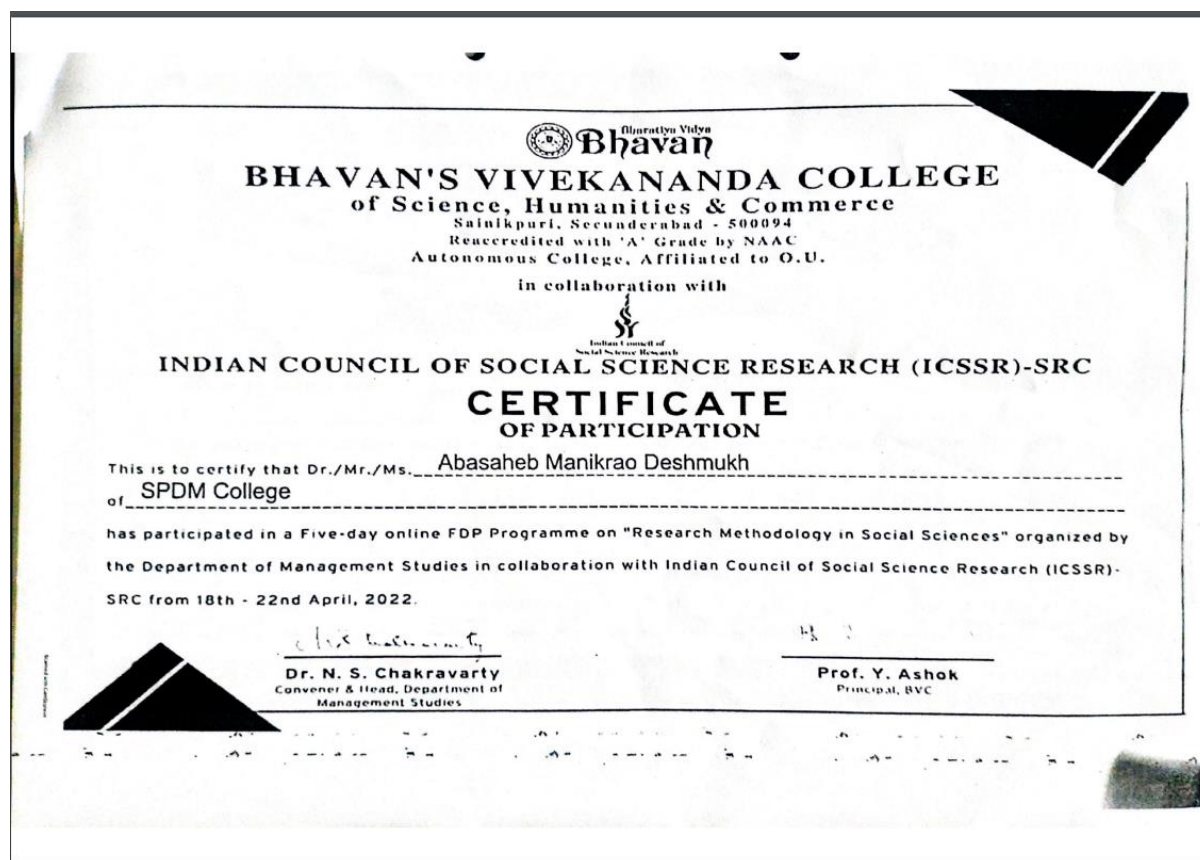 Bharatiya Vidya
Bhavan
BHAVAN'S VIVEKANANDA COLLEGE
of Science, Humanities & Commerce
Sainikpuri, Secunderabad - 500094
Reaccredited with 'A' Grade by NAAC
Autonomous College, Affiliated to O.U.
in collaboration with
Indian Council of
Social Science Research
INDIAN COUNCIL OF SOCIAL SCIENCE RESEARCH (ICSSR)-SRC
CERTIFICATE
OF PARTICIPATION
This is to certify that Dr./Mr./Ms. Abasaheb Manikrao Deshmukh
of SPDM College
has participated in a Five-day online FDP Programme on "Research Methodology in Social Sciences" organized by
the Department of Management Studies in collaboration with Indian Council of Social Science Research (ICSSR)-
SRC from 18th - 22nd April, 2022.
Dr. N. S. Chakravarty
Convener & Head, Department of
Management Studies
Prof. Y. Ashok
Principal, BVC